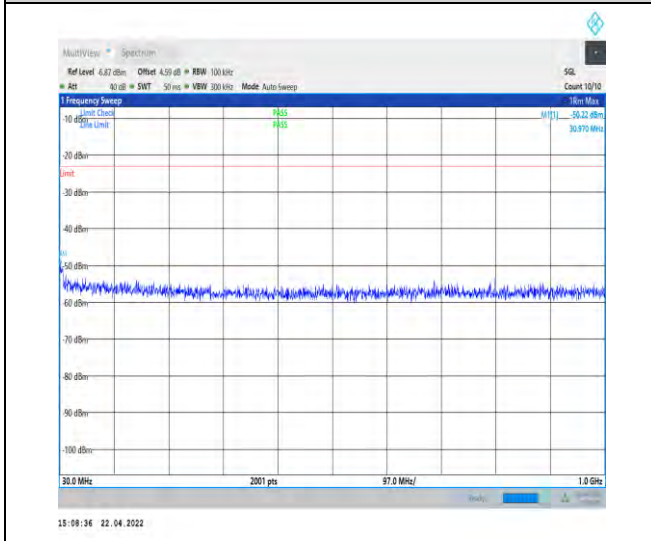 MultiView Spectrum
Ref Level 6.87 dBm Offset 4.59 dB RBW 100 kHz SGL
Att 40 dB SWT 50 ms VBW 300 kHz Mode Auto Sweep Count 10/10
1 Frequency Sweep 1Rm Max
Limit Check PASS M1[1] -50.22 dBm
-10 dBm
Line Limit PASS 30.970 MHz
-20 dBm
Limit
-30 dBm
-40 dBm
M1
-50 dBm
-60 dBm
-70 dBm
-80 dBm
-90 dBm
-100 dBm
30.0 MHz 2001 pts 97.0 MHz/ 1.0 GHz
15:08:36 22.04.2022